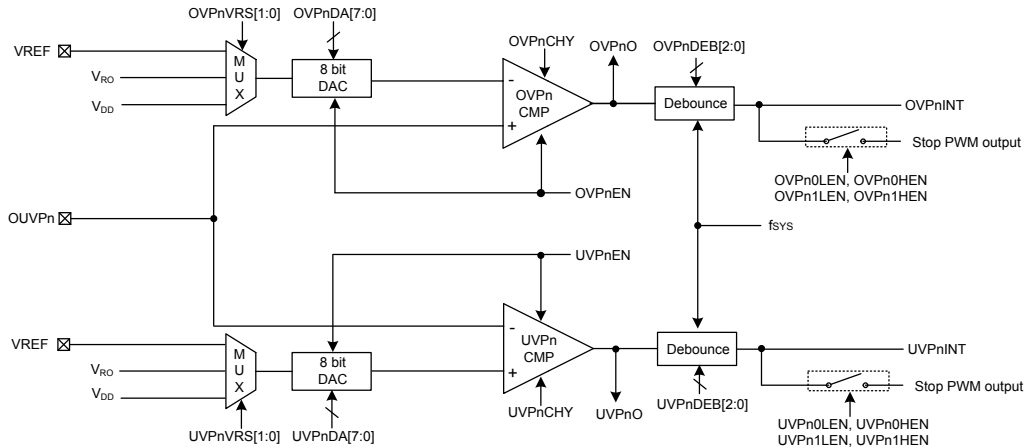 OVPnVRS[1:0]
OVPnDA[7:0]
VREF
VRO
VDD
M
U
X
8 bit
DAC
OVPnCHY
-
OVPn
CMP
+
OVPnO
OVPnDEB[2:0]
Debounce
OVPnINT
Stop PWM output
OVPn0LEN, OVPn0HEN
OVPn1LEN, OVPn1HEN
OVPnEN
OUVPn
fSYS
UVPnEN
VREF
VRO
VDD
M
U
X
8 bit
DAC
-
UVPn
CMP
+
Debounce
UVPnINT
Stop PWM output
UVPnVRS[1:0]
UVPnDA[7:0]
UVPnCHY
UVPnO
UVPnDEB[2:0]
UVPn0LEN, UVPn0HEN
UVPn1LEN, UVPn1HEN